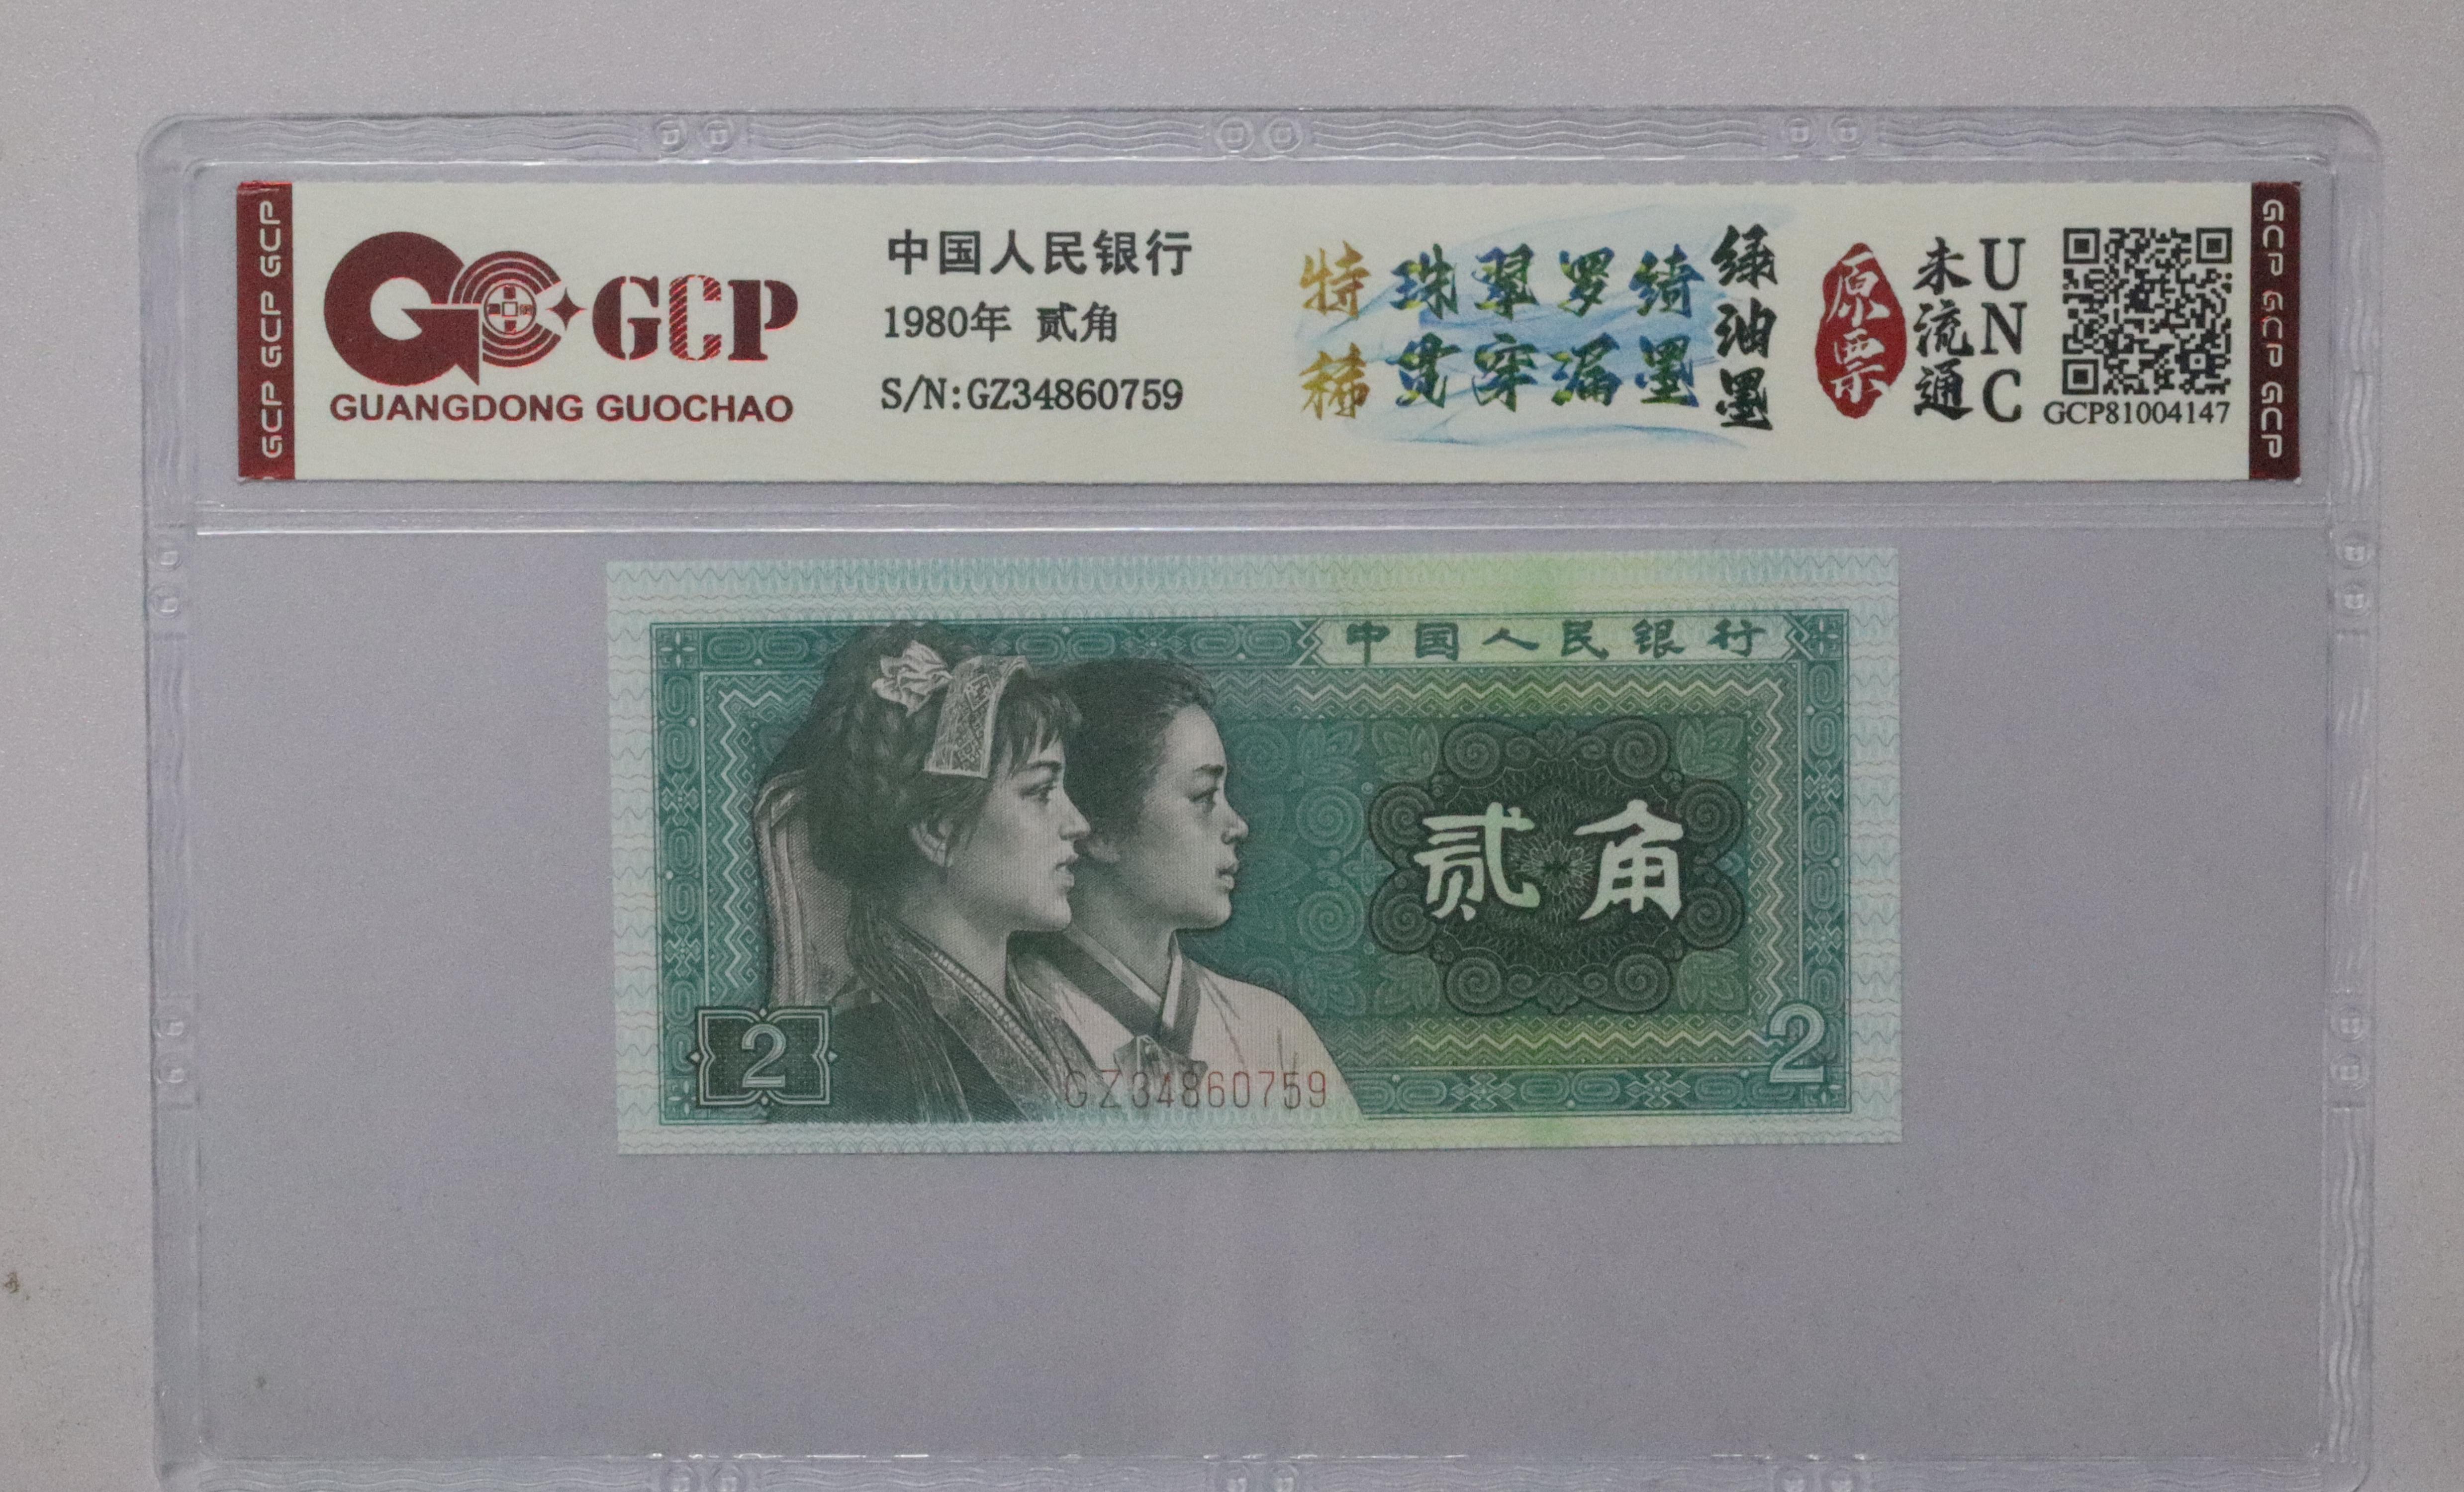 GCP GCP GCP
GCP
GUANGDONG GUOCHAO
中国人民银行
1980年 贰角
S/N:GZ34860759
特稀
珠翠罗绮
贯穿漏墨
绿油墨
原票
未流通
UNC
GCP81004147
GCP GCP GCP
中国人民银行
贰角
2
GZ34860759
2